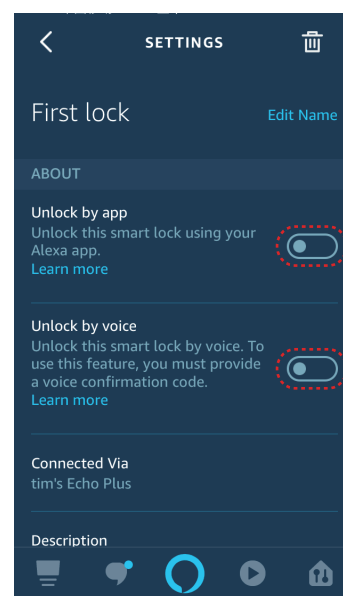 SETTINGS
First lock
Edit Name
ABOUT
Unlock by app
Unlock this smart lock using your
Alexa app.
Learn more
Unlock by voice
Unlock this smart lock by voice. To
use this feature, you must provide
a voice confirmation code.
Learn more
Connected Via
tim's Echo Plus
Description